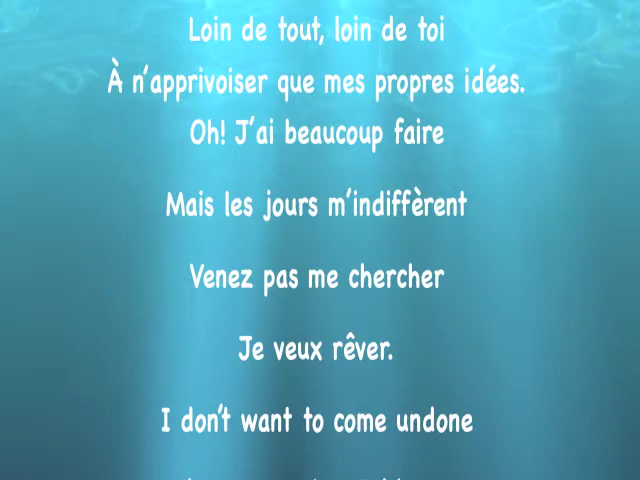 Loin de tout, loin de toi
À n'apprivoiser que mes propres idées.
Oh! J'ai beaucoup faire
Mais les jours m'indiffèrent
Venez pas me chercher
Je veux rêver.
I don't want to come undone